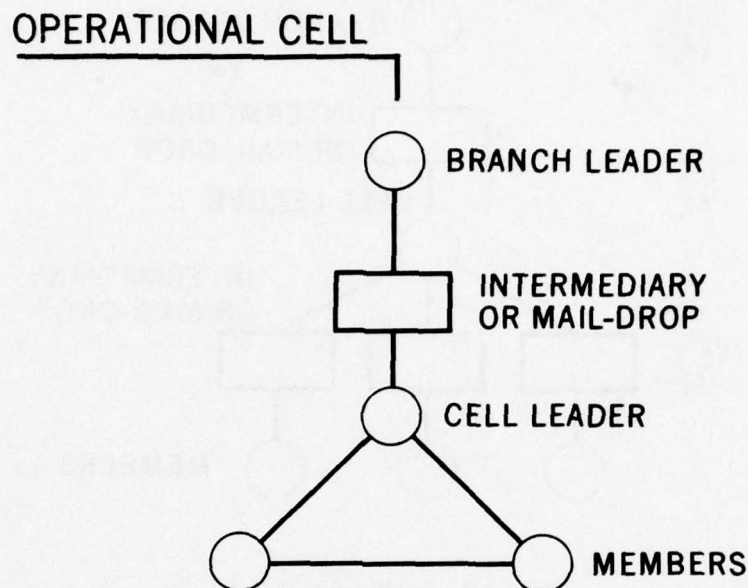 OPERATIONAL CELL
BRANCH LEADER
INTERMEDIARY
OR MAIL-DROP
CELL LEADER
MEMBERS